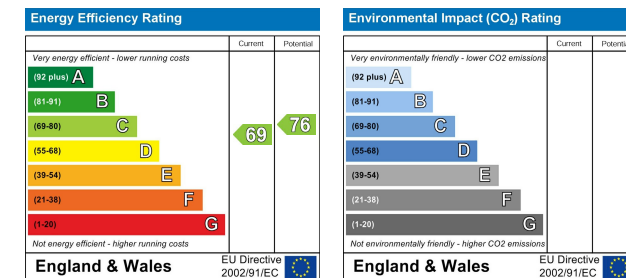 Energy Efficiency Rating
Current Potential
Very energy efficient - lower running costs
(92 plus) A
(81-91) B
(69-80) C
(55-68) D
(39-54) E
(21-38) F
(1-20) G
69
76
Not energy efficient - higher running costs
England & Wales
EU Directive
2002/91/EC
Environmental Impact (CO2) Rating
Current
Very environmentally friendly - lower CO2 emissions
(92 plus) A
(81-91) B
(69-80) C
(55-68) D
(39-54) E
(21-38) F
(1-20) G
Not environmentally friendly - higher CO2 emissions
England & Wales
EU Directive
2002/91/EC